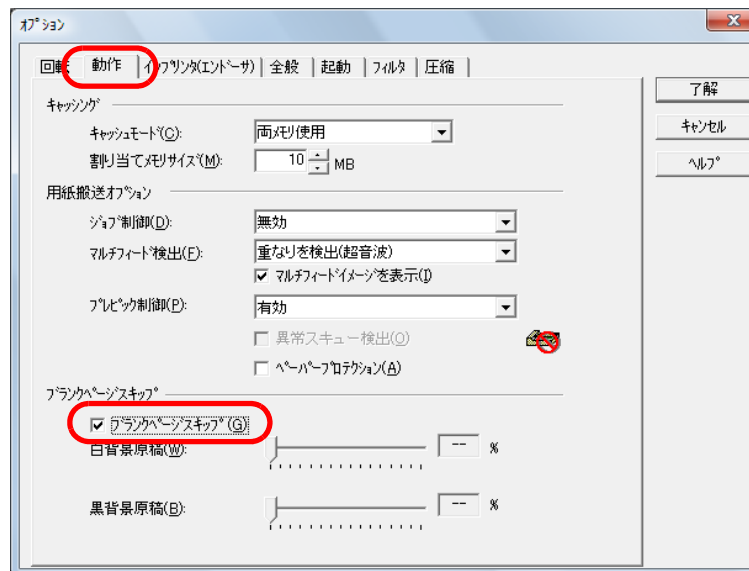 ｵﾌﾟｼｮﾝ
回転 動作 ｲﾝﾌﾟﾘﾝﾀ(ｴﾝﾄﾞｰｻ) 全般 起動 ﾌｨﾙﾀ 圧縮
了解
ｷｬｯｼﾝｸﾞ
ｷｬｯｼｭﾓｰﾄﾞ(C): 両ﾒﾓﾘ使用
ｷｬﾝｾﾙ
割り当てﾒﾓﾘｻｲｽﾞ(M): 10 MB
ﾍﾙﾌﾟ
用紙搬送ｵﾌﾟｼｮﾝ
ｼﾞｮﾌﾞ制御(D): 無効
ﾏﾙﾁﾌｨｰﾄﾞ検出(F): 重なりを検出(超音波)
ﾏﾙﾁﾌｨｰﾄﾞｲﾒｰｼﾞを表示(I)
ﾌﾟﾚﾋﾟｯｸ制御(P): 有効
異常スキュー検出(O)
ﾍﾟｰﾊﾟｰﾌﾟﾛﾃｸｼｮﾝ(A)
ﾌﾞﾗﾝｸﾍﾟｰｼﾞｽｷｯﾌﾟ
ﾌﾞﾗﾝｸﾍﾟｰｼﾞｽｷｯﾌﾟ(G)
白背景原稿(W): -- %
黒背景原稿(B): -- %